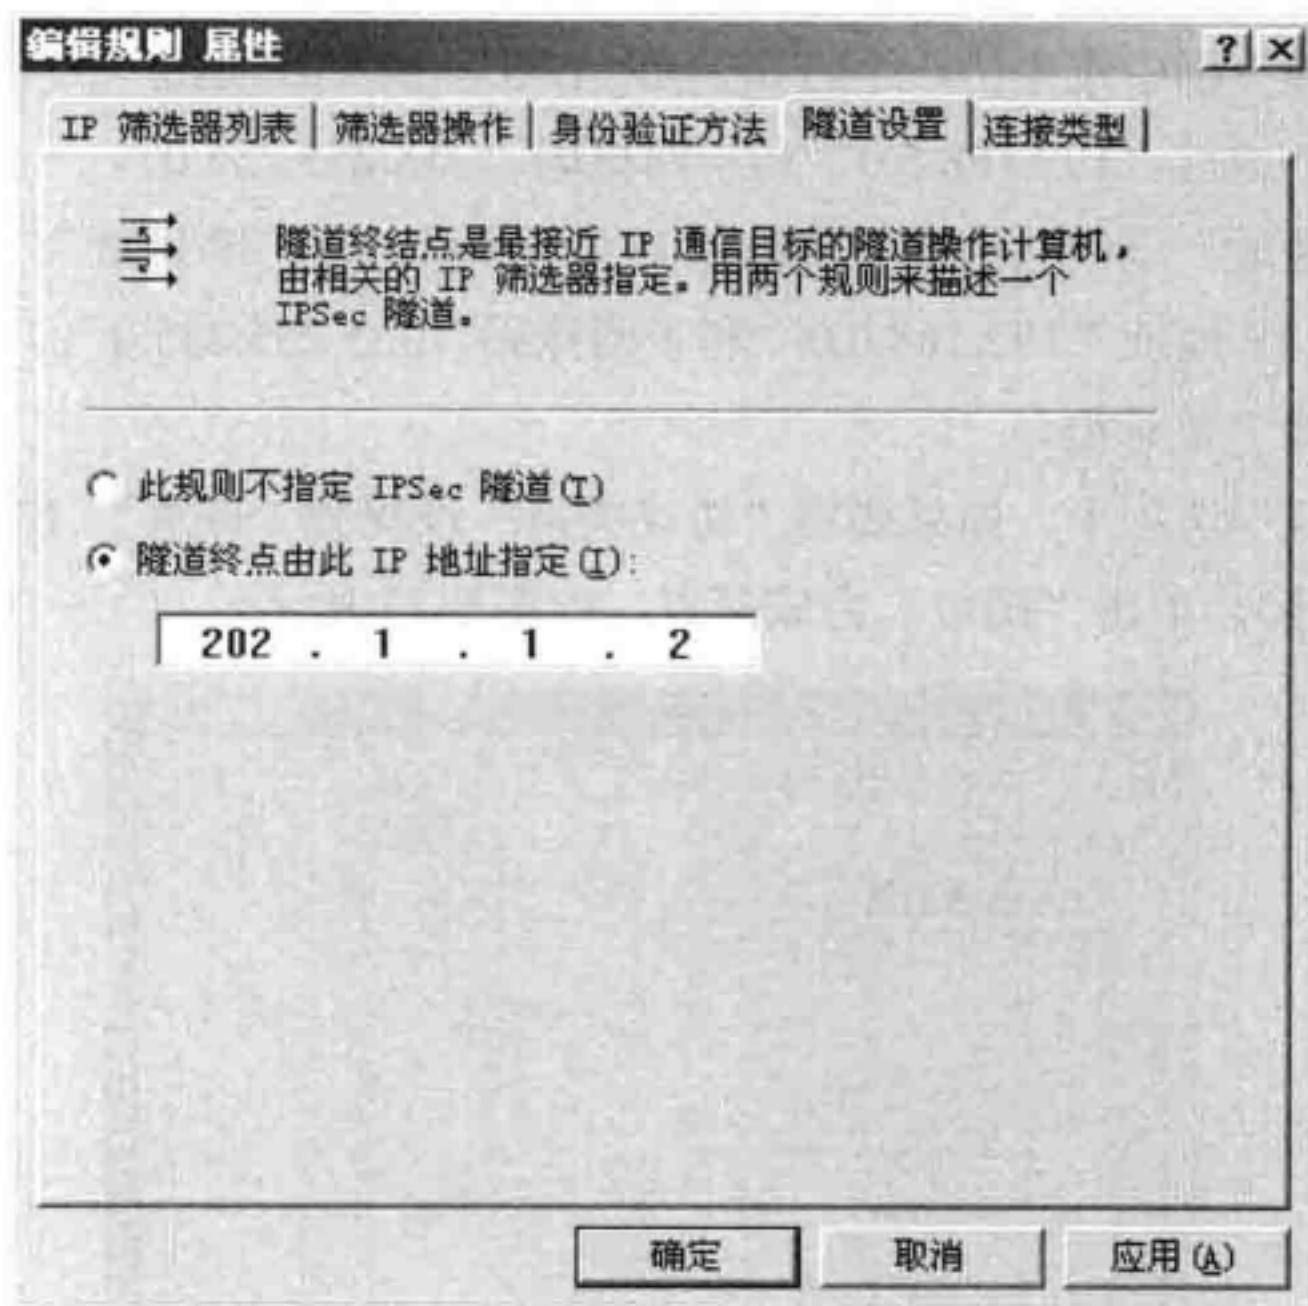 编辑规则 属性
? ×
IP 筛选器列表 筛选器操作 身份验证方法 隧道设置 连接类型
隧道终结点是最接近 IP 通信目标的隧道操作计算机，
由相关的 IP 筛选器指定。用两个规则来描述一个
IPSec 隧道。
此规则不指定 IPSec 隧道(T)
隧道终点由此 IP 地址指定(I):
202 . 1 . 1 . 2
确定 取消 应用(A)